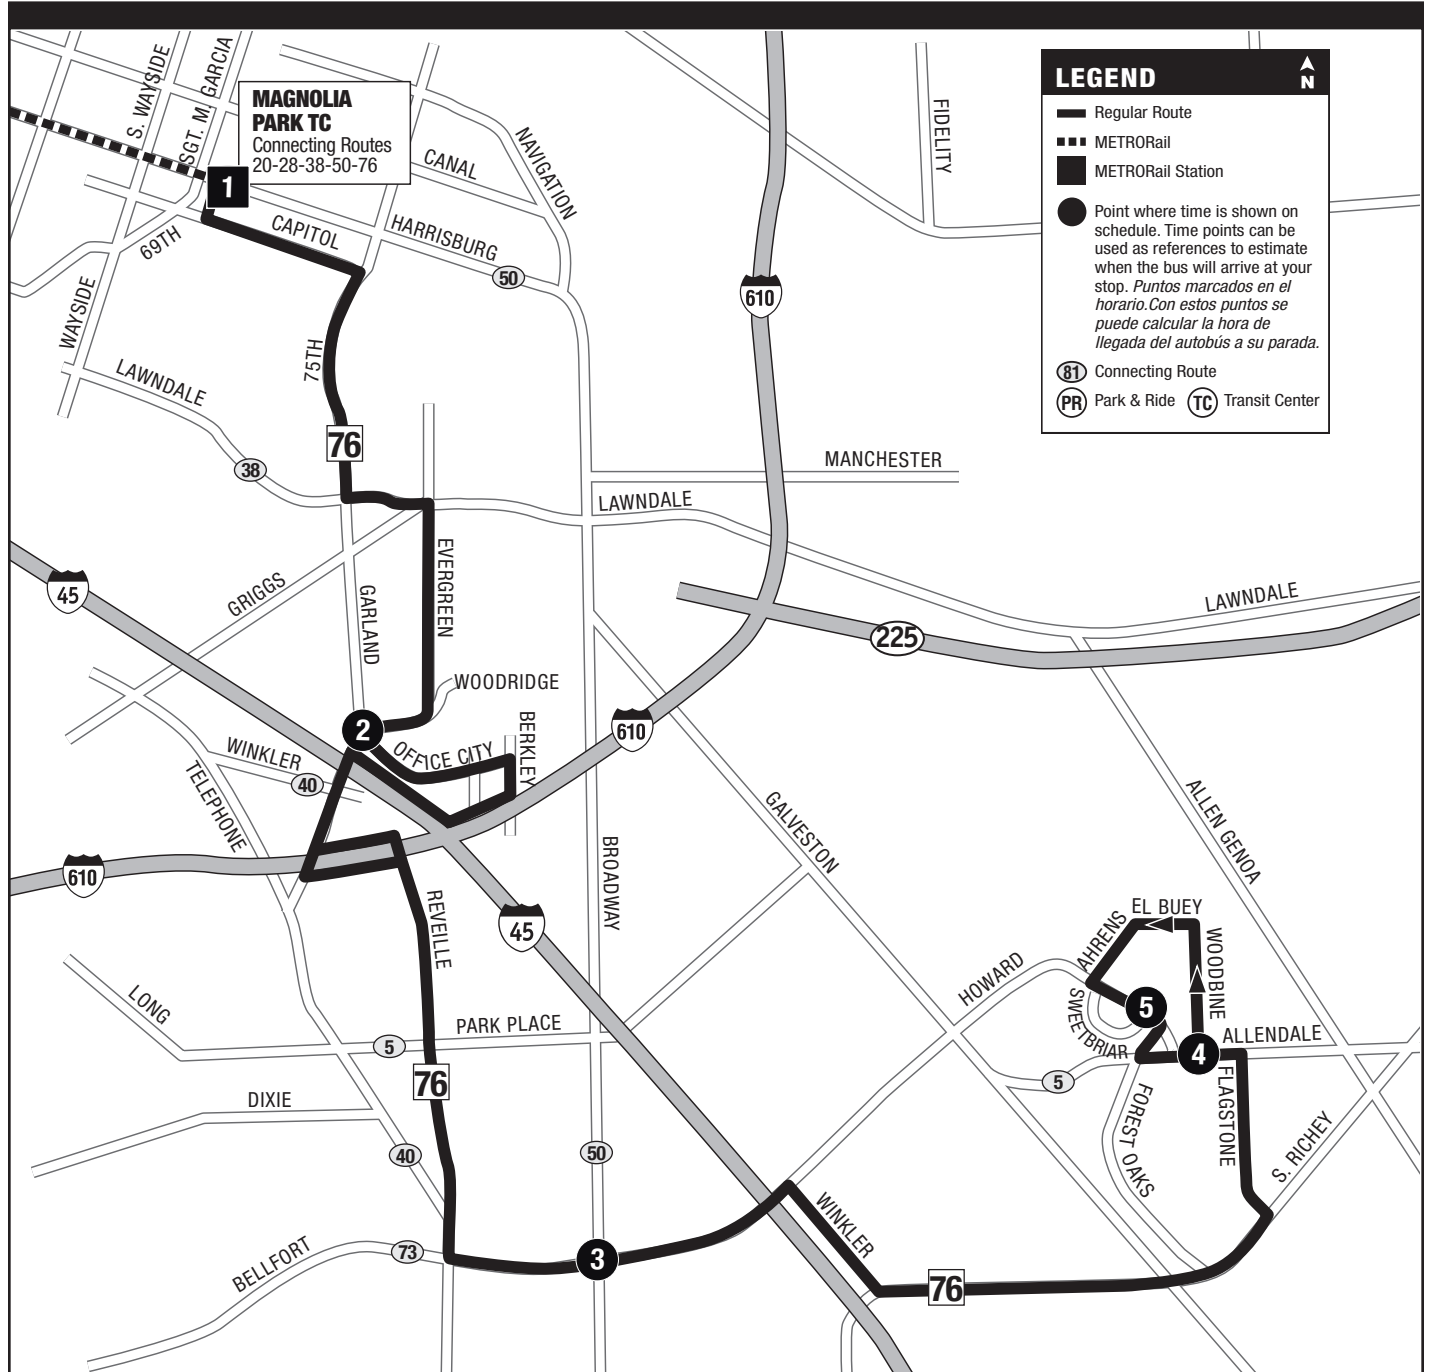 S. WAYSIDE
SGT. M. GARCIA
MAGNOLIA
PARK TC
Connecting Routes
20-28-38-50-76
1
NAVIGATION
CANAL
FIDELITY
LEGEND
N
Regular Route
METRORail
METRORail Station
Point where time is shown on
schedule. Time points can be
used as references to estimate
when the bus will arrive at your
stop. Puntos marcados en el
horario.Con estos puntos se
puede calcular la hora de
llegada del autobús a su parada.
81 Connecting Route
PR Park & Ride TC Transit Center
69TH
CAPITOL
HARRISBURG
50
610
WAYSIDE
75TH
LAWNDALE
76
38
MANCHESTER
LAWNDALE
EVERGREEN
45
GRIGGS
GARLAND
LAWNDALE
225
WOODRIDGE
2
610
BERKLEY
OFFICE CITY
WINKLER
40
TELEPHONE
GALVESTON
ALLEN GENOA
610
BROADWAY
REVEILLE
45
EL BUEY
AHRENS
WOODBINE
HOWARD
SWEETBRIAR
5
LONG
PARK PLACE
5
ALLENDALE
4
5
76
FLAGSTONE
FOREST OAKS
DIXIE
S. RICHEY
40
50
WINKLER
BELLFORT
73
3
76